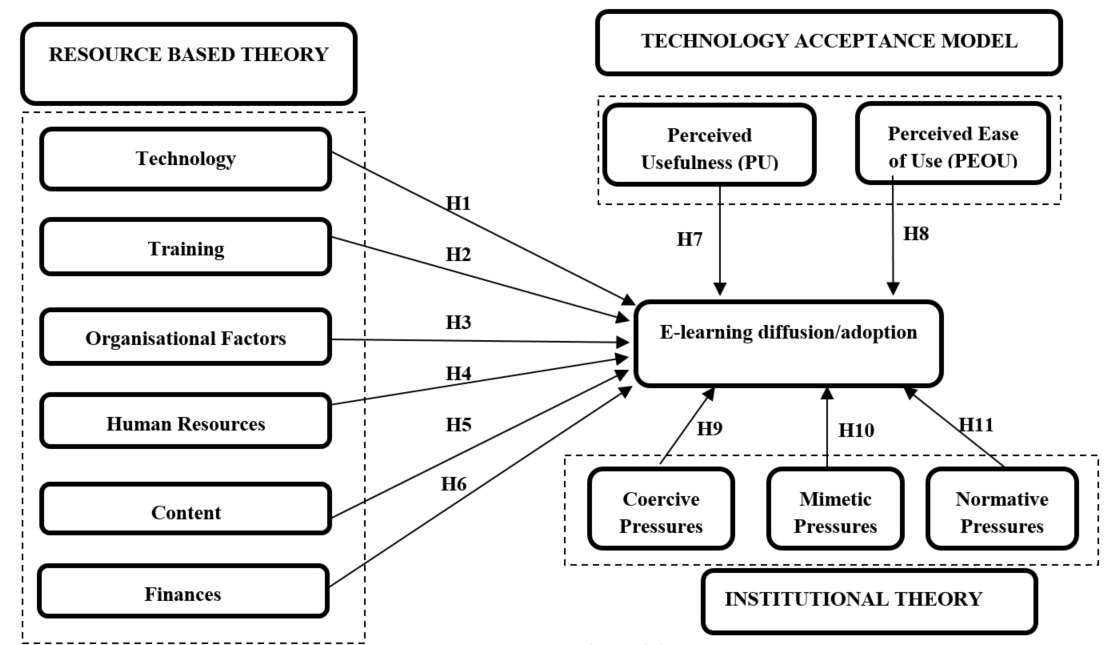 RESOURCE BASED THEORY
Technology
Training
Organisational Factors
Human Resources
Content
Finances
H1
H2
H3
H4
H5
H6
TECHNOLOGY ACCEPTANCE MODEL
Perceived
Usefulness (PU)
Perceived Ease
of Use (PEOU)
H7
H8
E-learning diffusion/adoption
H9
H10
H11
Coercive
Pressures
Mimetic
Pressures
Normative
Pressures
INSTITUTIONAL THEORY